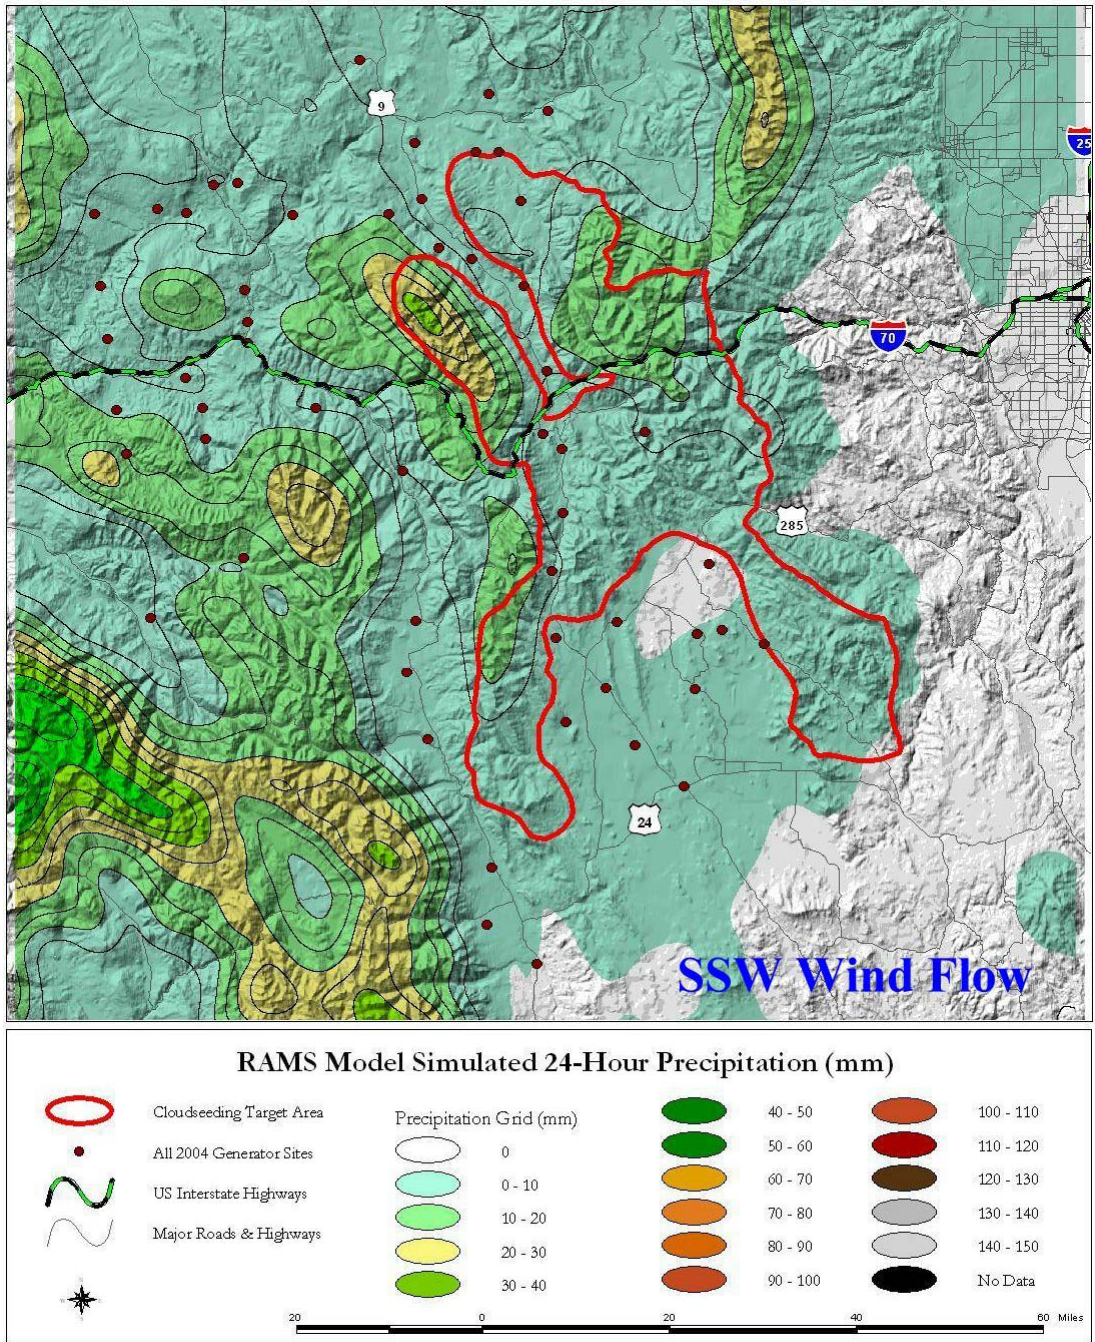 9
25
70
285
24
SSW Wind Flow
RAMS Model Simulated 24-Hour Precipitation (mm)
Cloudseeding Target Area
All 2004 Generator Sites
US Interstate Highways
Major Roads & Highways
Precipitation Grid (mm)
0
0 - 10
10 - 20
20 - 30
30 - 40
40 - 50
50 - 60
60 - 70
70 - 80
80 - 90
90 - 100
100 - 110
110 - 120
120 - 130
130 - 140
140 - 150
No Data
20 0 20 40 60 Miles